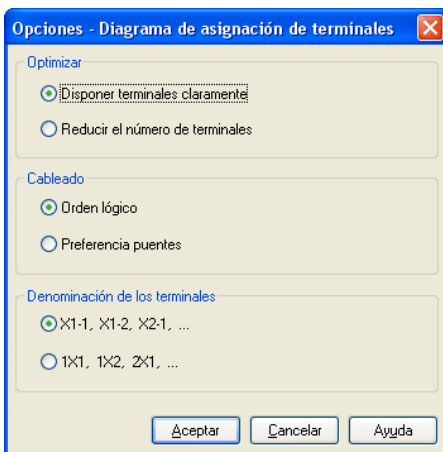 Opciones - Diagrama de asignación de terminales
Optimizar
Disponer terminales claramente
Reducir el número de terminales
Cableado
Orden lógico
Preferencia puentes
Denominación de los terminales
X1-1, X1-2, X2-1, ...
1X1, 1X2, 2X1, ...
Aceptar Cancelar Ayuda